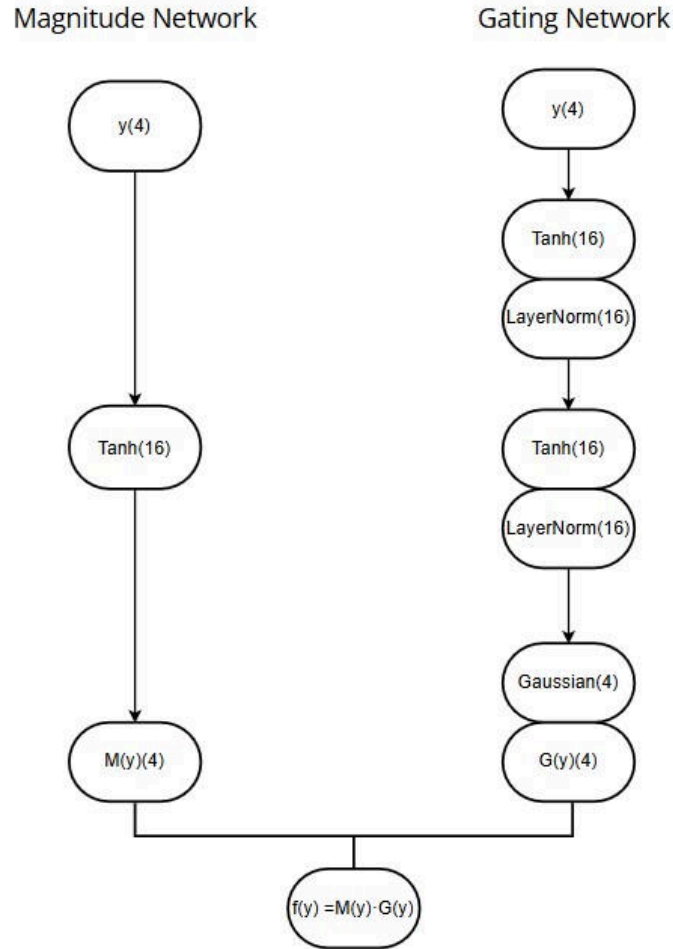 Magnitude Network
y(4)
Tanh(16)
M(y)(4)
Gating Network
y(4)
Tanh(16)
LayerNorm(16)
Tanh(16)
LayerNorm(16)
Gaussian(4)
G(y)(4)
f(y) =M(y)·G(y)